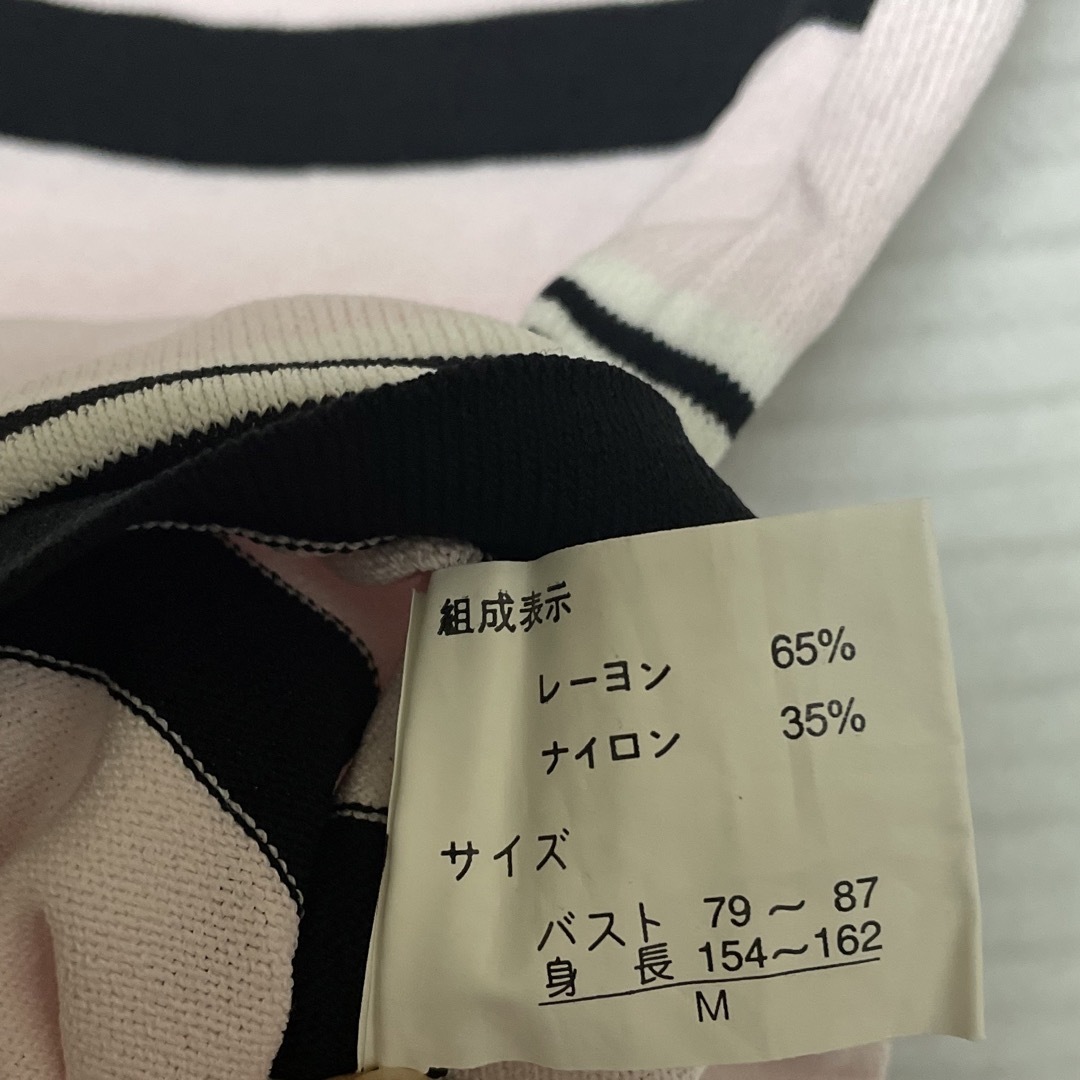 組成表示
レーヨン 65%
ナイロン 35%
サイズ
バスト 79～87
身長 154～162
M